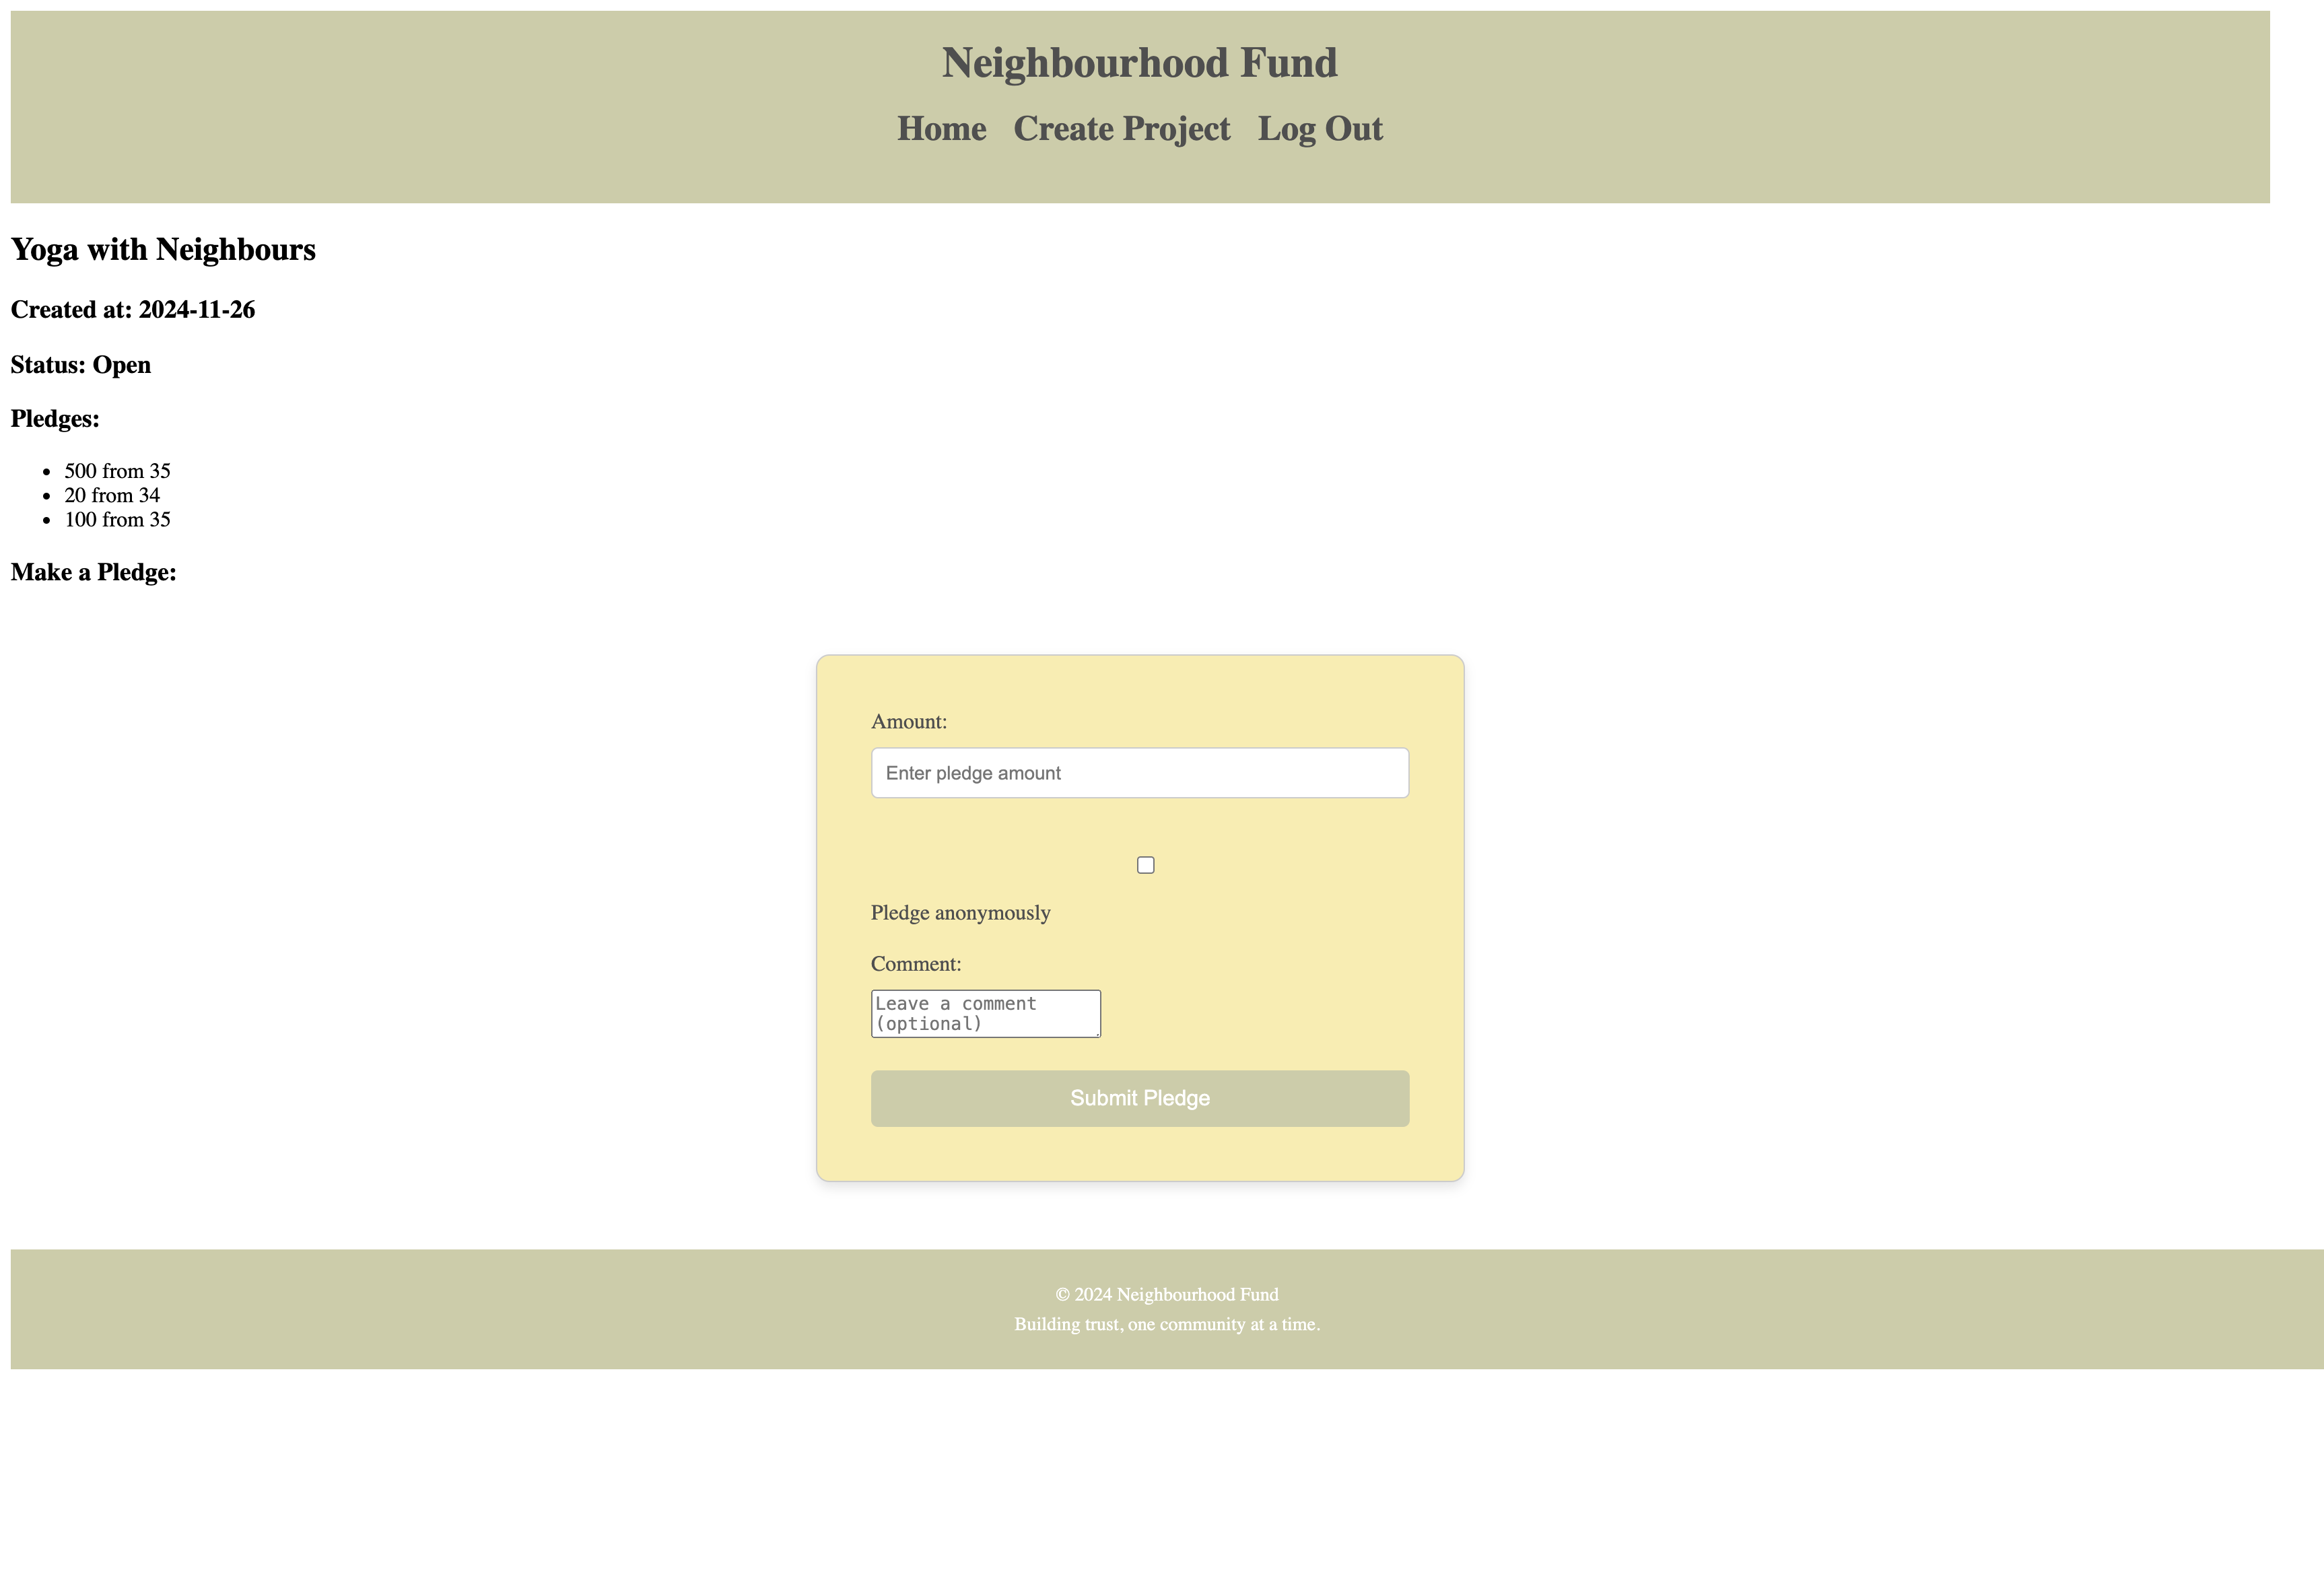 Neighbourhood Fund
Home Create Project Log Out
Yoga with Neighbours
Created at: 2024-11-26
Status: Open
Pledges:
• 500 from 35
• 20 from 34
• 100 from 35
Make a Pledge:
Amount:
Enter pledge amount
Pledge anonymously
Comment:
Leave a comment
(optional)
Submit Pledge
© 2024 Neighbourhood Fund
Building trust, one community at a time.